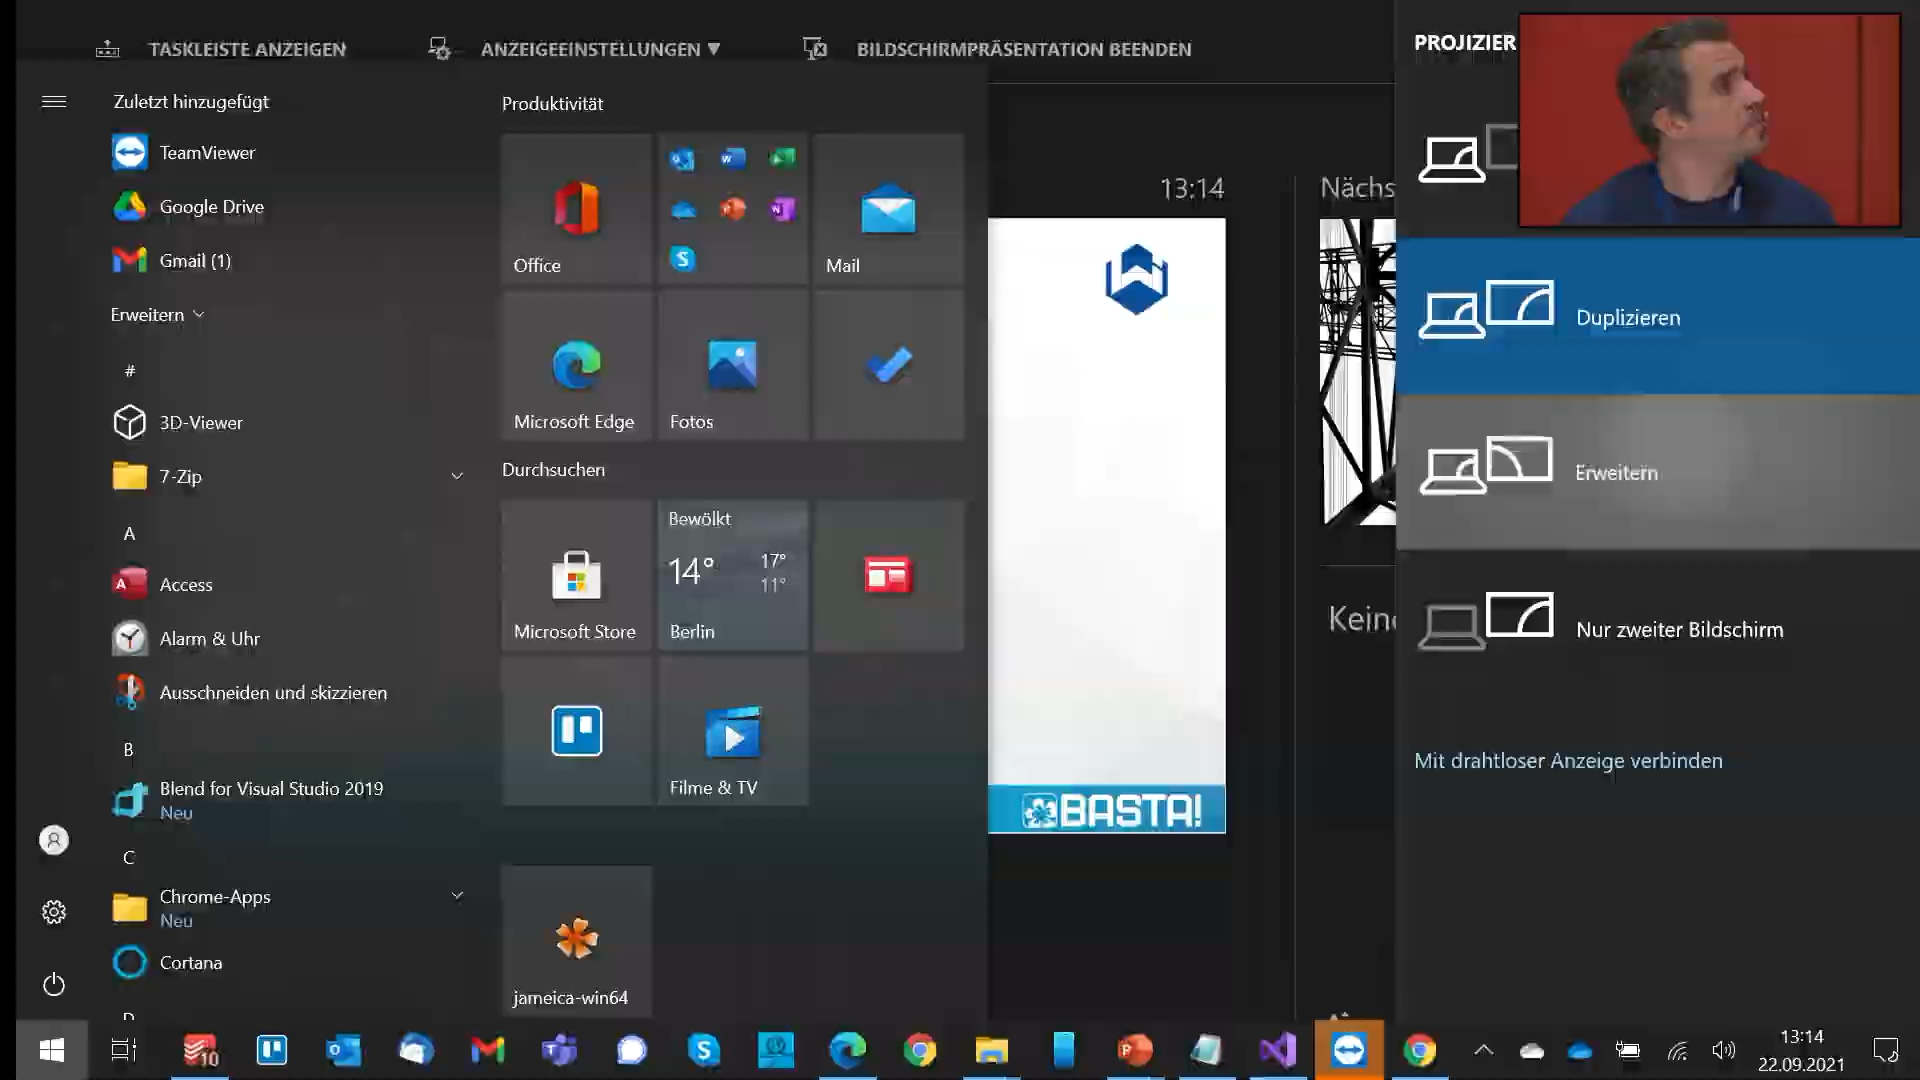 TASKLEISTE ANZEIGEN
ANZEIGEEINSTELLUNGEN ▼
BILDSCHIRMPRÄSENTATION BEENDEN
Zuletzt hinzugefügt
TeamViewer
Google Drive
Gmail (1)
Erweitern
#
3D-Viewer
7-Zip
A
Access
Alarm & Uhr
Ausschneiden und skizzieren
B
Blend for Visual Studio 2019
Neu
C
Chrome-Apps
Neu
Cortana
D
Produktivität
Office
Mail
Microsoft Edge
Fotos
Durchsuchen
Microsoft Store
Bewölkt
14° 17°
11°
Berlin
Filme & TV
jameica-win64
13:14
BASTA!
Nächs
Keine
PROJIZIER
Duplizieren
Erweitern
Nur zweiter Bildschirm
Mit drahtloser Anzeige verbinden
10
13:14
22.09.2021